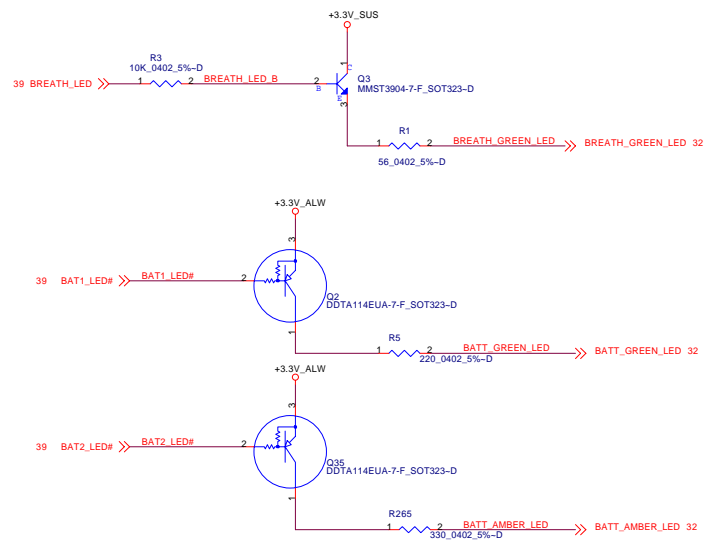 +3.3V_SUS
R3
10K_0402_5%~D
39 BREATH_LED 1 2 BREATH_LED_B 2 B 1 C E 3
Q3
MMST3904-7-F_SOT323~D
R1
1 2 BREATH_GREEN_LED BREATH_GREEN_LED 32
56_0402_5%~D
+3.3V_ALW
3
39 BAT1_LED# BAT1_LED# 2
Q2
DDTA114EUA-7-F_SOT323~D
1
R5
1 2 BATT_GREEN_LED BATT_GREEN_LED 32
220_0402_5%~D
+3.3V_ALW
3
39 BAT2_LED# BAT2_LED# 2
Q35
DDTA114EUA-7-F_SOT323~D
1
R265
1 2 BATT_AMBER_LED BATT_AMBER_LED 32
330_0402_5%~D